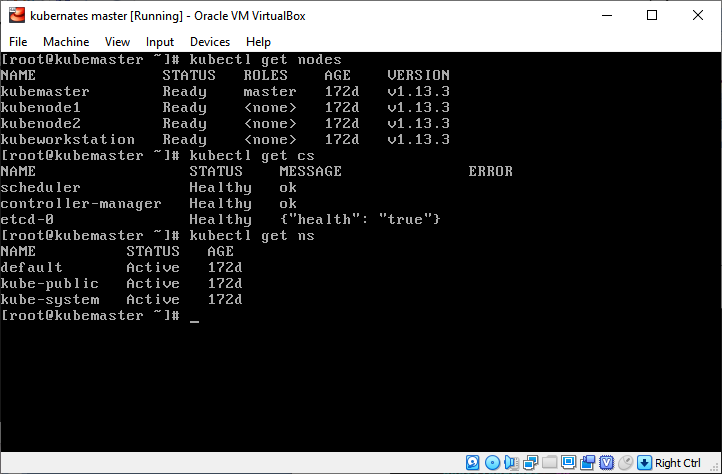 kubernates master [Running] - Oracle VM VirtualBox
File Machine View Input Devices Help
[root@kubemaster ~]# kubectl get nodes
NAME STATUS ROLES AGE VERSION
kubemaster Ready master 172d v1.13.3
kubenode1 Ready <none> 172d v1.13.3
kubenode2 Ready <none> 172d v1.13.3
kubeworkstation Ready <none> 172d v1.13.3
[root@kubemaster ~]# kubectl get cs
NAME STATUS MESSAGE ERROR
scheduler Healthy ok
controller-manager Healthy ok
etcd-0 Healthy {"health": "true"}
[root@kubemaster ~]# kubectl get ns
NAME STATUS AGE
default Active 172d
kube-public Active 172d
kube-system Active 172d
[root@kubemaster ~]# _
Right Ctrl